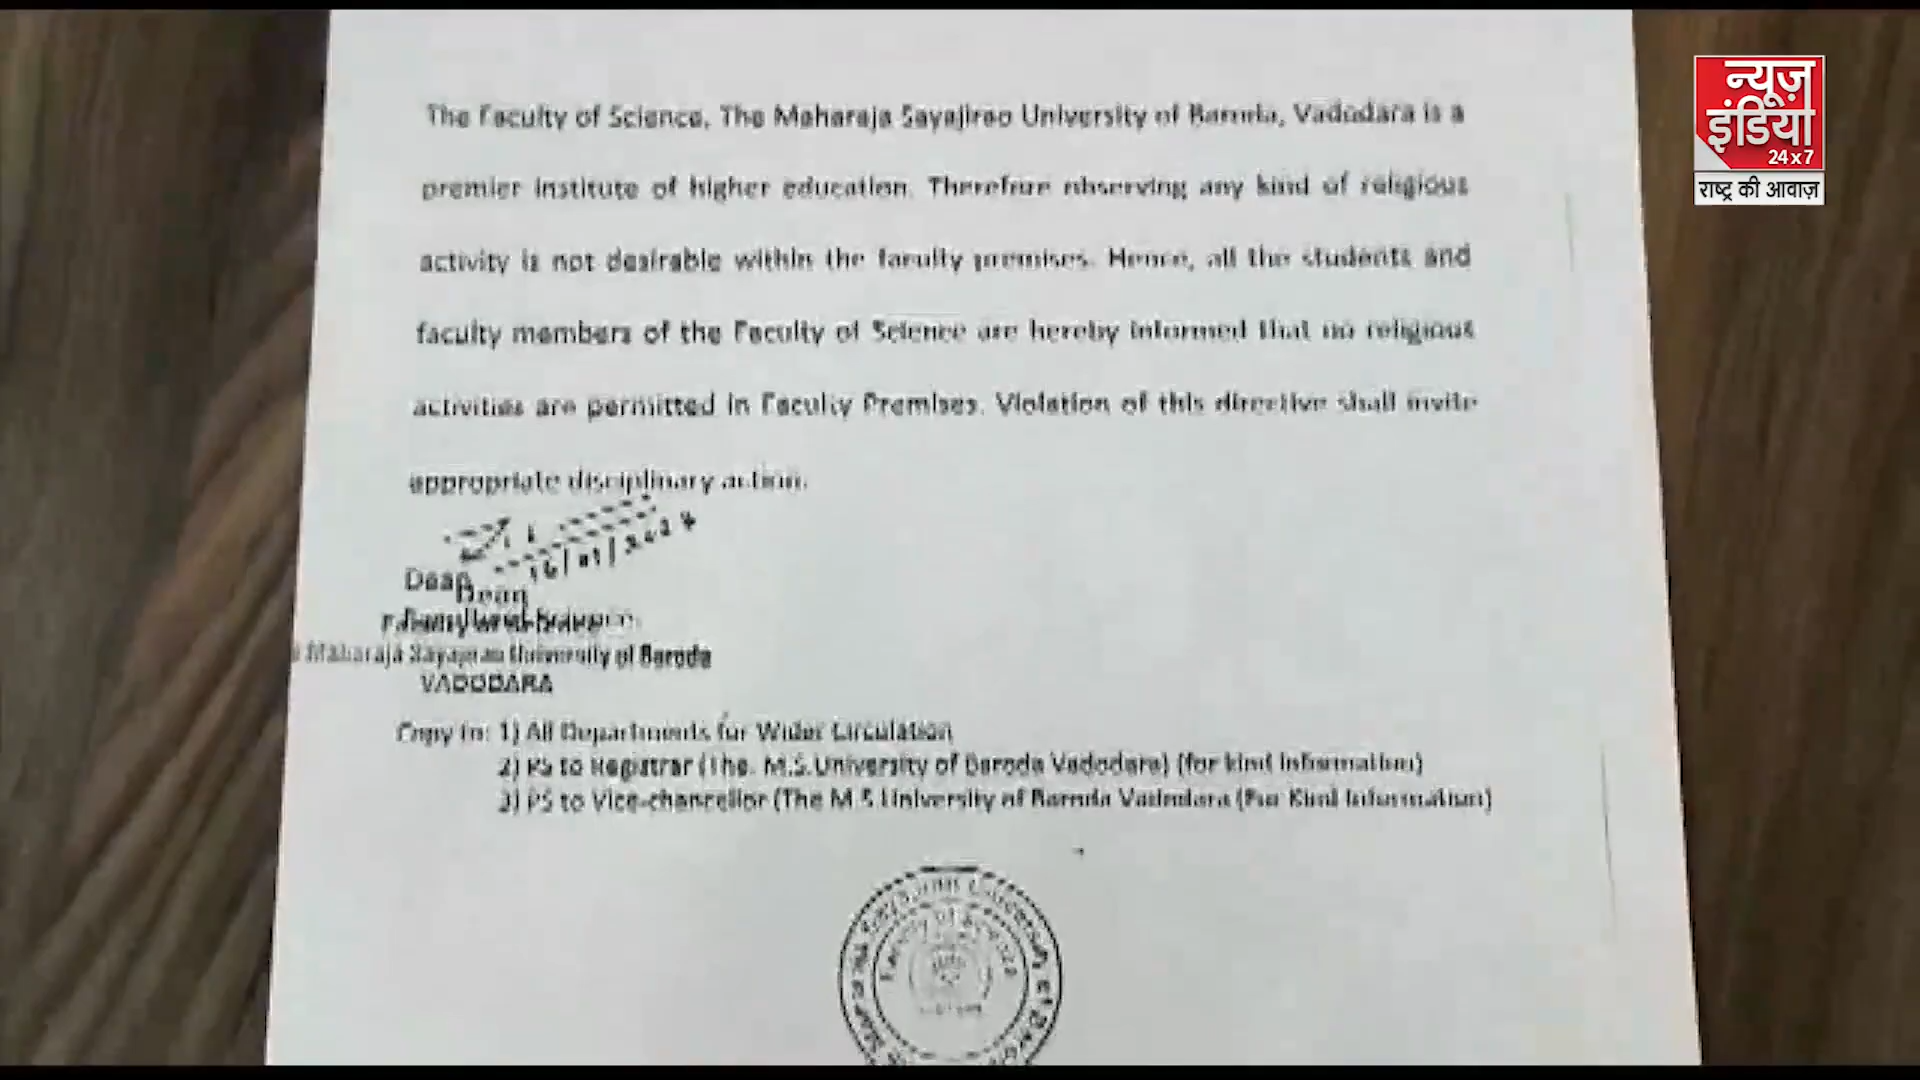 न्यूज़
इंडिया
24x7
राष्ट्र की आवाज़
The Faculty of Science, The Maharaja Sayajirao University of Baroda, Vadodara is a
premier institute of higher education. Therefore observing any kind of religious
activity is not desirable within the faculty premises. Hence, all the students and
faculty members of the Faculty of Science are hereby informed that no religious
activities are permitted in Faculty Premises. Violation of this directive shall invite
appropriate disciplinary action.
Dean
Dean
Maharaja Sayajirao University of Baroda
VADODARA
Copy to: 1) All Departments for Wider Circulation
2) PS to Registrar (The. M.S.University of Baroda Vadodara) (for kind information)
3) PS to Vice-chancellor (The M.S University of Baroda Vadodara (For Kind Information)
Faculty of Science